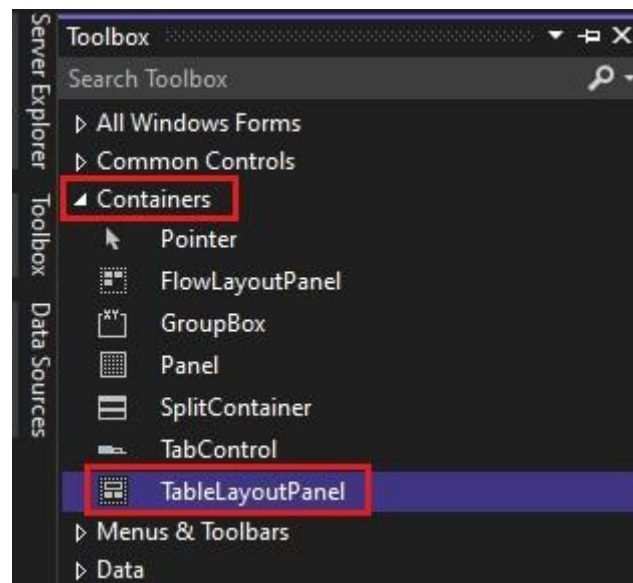 Server Explorer
Toolbox
Data Sources
Toolbox
Search Toolbox
All Windows Forms
Common Controls
Containers
Pointer
FlowLayoutPanel
XY
GroupBox
Panel
SplitContainer
TabControl
TableLayoutPanel
Menus & Toolbars
Data